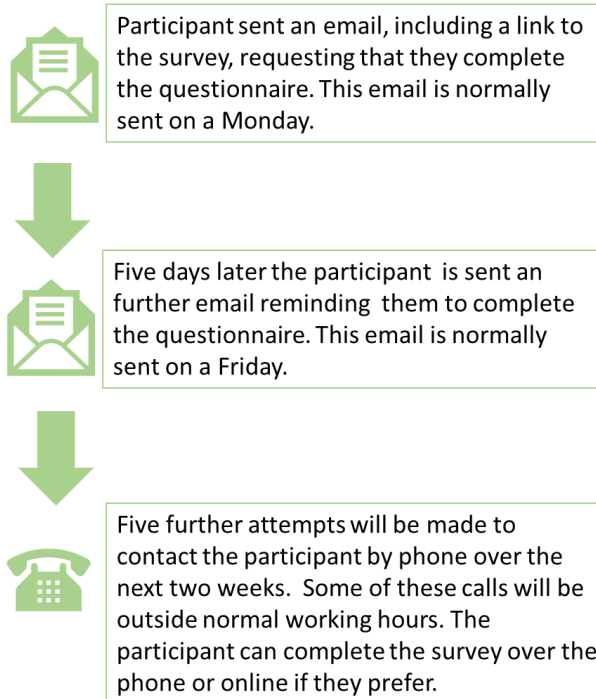 Participant sent an email, including a link to
the survey, requesting that they complete
the questionnaire. This email is normally
sent on a Monday.
Five days later the participant is sent an
further email reminding them to complete
the questionnaire. This email is normally
sent on a Friday.
Five further attempts will be made to
contact the participant by phone over the
next two weeks. Some of these calls will be
outside normal working hours. The
participant can complete the survey over the
phone or online if they prefer.